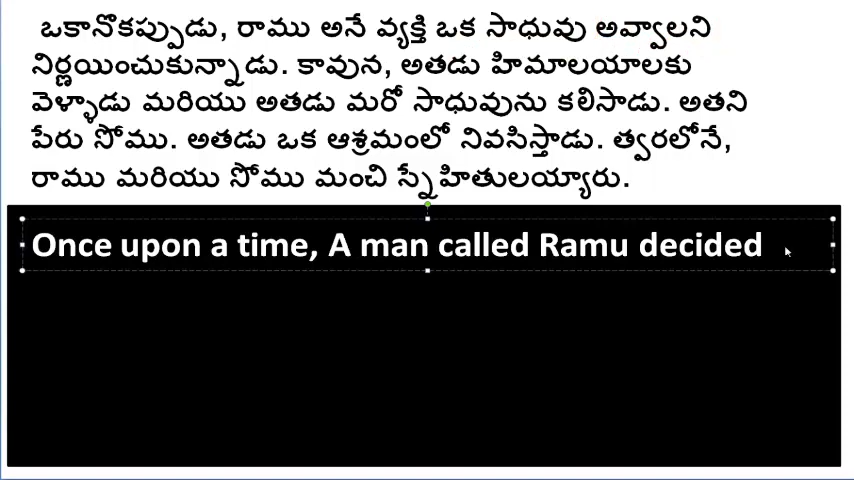 ఒకానొకప్పుడు, రాము అనే వ్యక్తి ఒక సాధువు అవ్వాలని
నిర్ణయించుకున్నాడు. కావున, అతడు హిమాలయాలకు
వెళ్ళాడు మరియు అతడు మరో సాధువును కలిసాడు. అతని
పేరు సోము. అతడు ఒక ఆశ్రమంలో నివసిస్తాడు. త్వరలోనే,
రాము మరియు సోము మంచి స్నేహితులయ్యారు.
Once upon a time, A man called Ramu decided